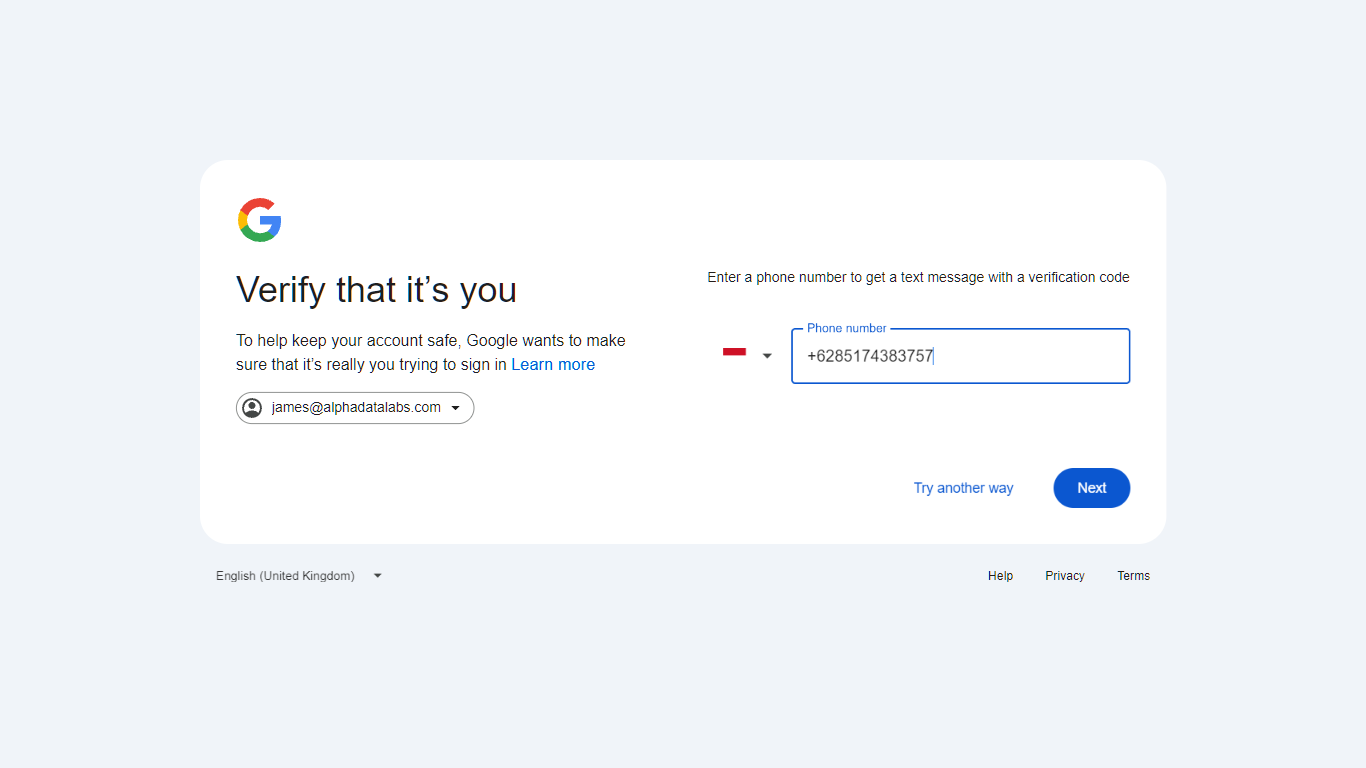 Verify that it’s you
To help keep your account safe, Google wants to make
sure that it’s really you trying to sign in Learn more
james@alphadatalabs.com
Enter a phone number to get a text message with a verification code
Phone number
+6285174383757
Try another way
Next
English (United Kingdom)
Help
Privacy
Terms